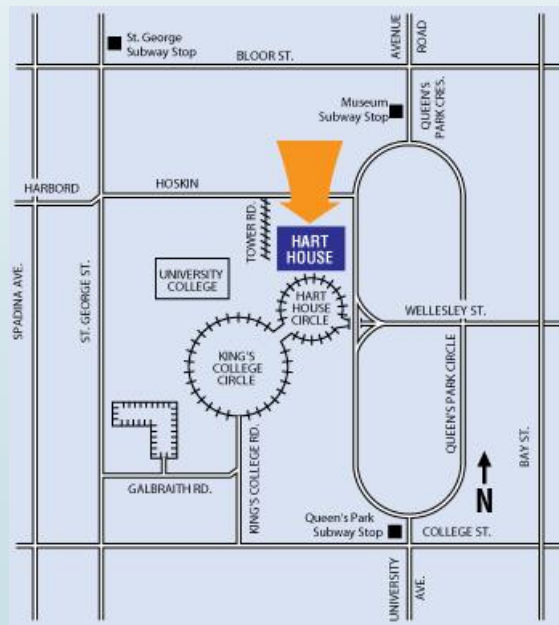 St. George
Subway Stop
BLOOR ST.
AVENUE
ROAD
Museum
Subway Stop
QUEEN'S
PARK CRES.
HARBORD
HOSKIN
TOWER RD.
HART
HOUSE
UNIVERSITY
COLLEGE
HART
HOUSE
CIRCLE
SPADINA AVE.
ST. GEORGE ST.
WELLESLEY ST.
KING'S
COLLEGE
CIRCLE
QUEEN'S PARK CIRCLE
BAY ST.
KING'S COLLEGE RD.
GALBRAITH RD.
N
Queen's Park
Subway Stop
COLLEGE ST.
UNIVERSITY
AVE.